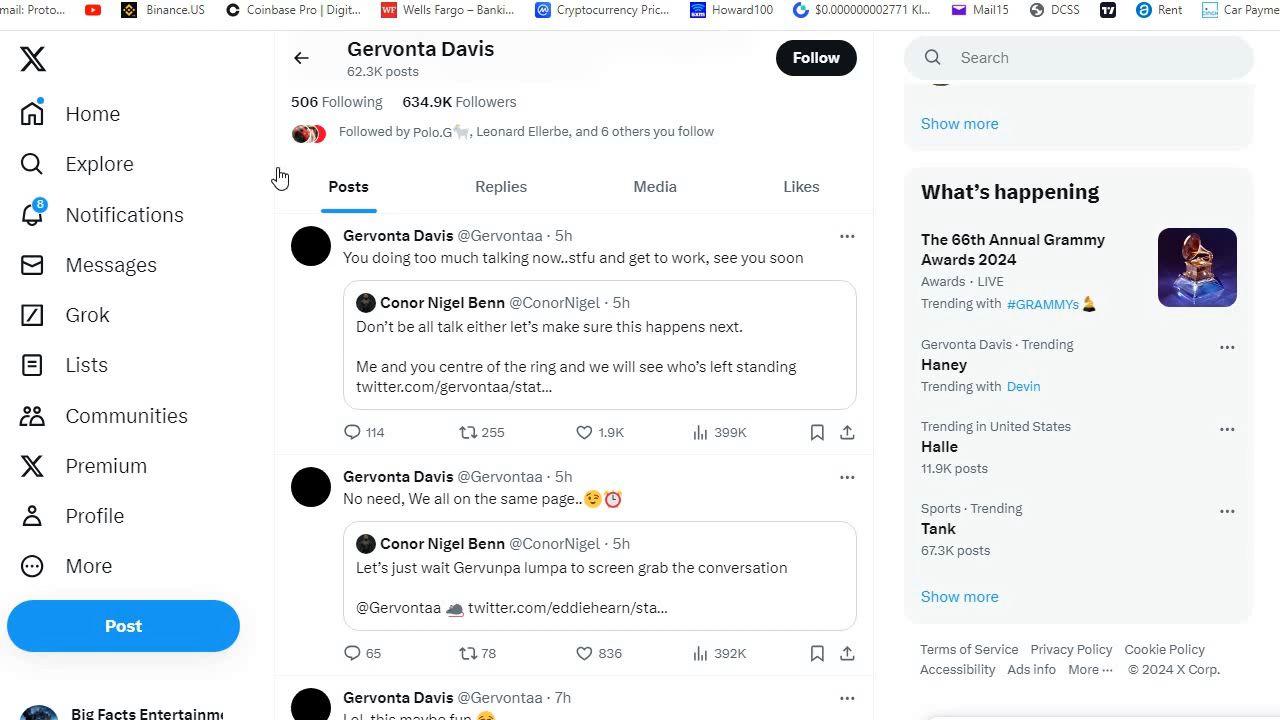 mail: Proto...
Binance.US
Coinbase Pro | Digit...
WF Wells Fargo – Banki...
Cryptocurrency Pric...
sxm Howard100
$0.000000002771 Kl...
Mail15
DCSS
Rent
Car Payme
Gervonta Davis
62.3K posts
Follow
506 Following 634.9K Followers
Followed by Polo.G🐐, Leonard Ellerbe, and 6 others you follow
Posts Replies Media Likes
Home
Explore
8 Notifications
Messages
Grok
Lists
Communities
Premium
Profile
More
Post
Big Facts Entertainme
Gervonta Davis @Gervontaa · 5h
You doing too much talking now..stfu and get to work, see you soon
Conor Nigel Benn @ConorNigel · 5h
Don’t be all talk either let’s make sure this happens next.
Me and you centre of the ring and we will see who’s left standing
twitter.com/gervontaa/stat...
114 255 1.9K 399K
Gervonta Davis @Gervontaa · 5h
No need, We all on the same page..😉⏰
Conor Nigel Benn @ConorNigel · 5h
Let’s just wait Gervunpa lumpa to screen grab the conversation
@Gervontaa twitter.com/eddiehearn/sta...
65 78 836 392K
Gervonta Davis @Gervontaa · 7h
Lol, this maybe fun
Search
Show more
What’s happening
The 66th Annual Grammy
Awards 2024
Awards · LIVE
Trending with #GRAMMYs
Gervonta Davis · Trending
Haney
Trending with Devin
Trending in United States
Halle
11.9K posts
Sports · Trending
Tank
67.3K posts
Show more
Terms of Service Privacy Policy Cookie Policy
Accessibility Ads info More ··· © 2024 X Corp.